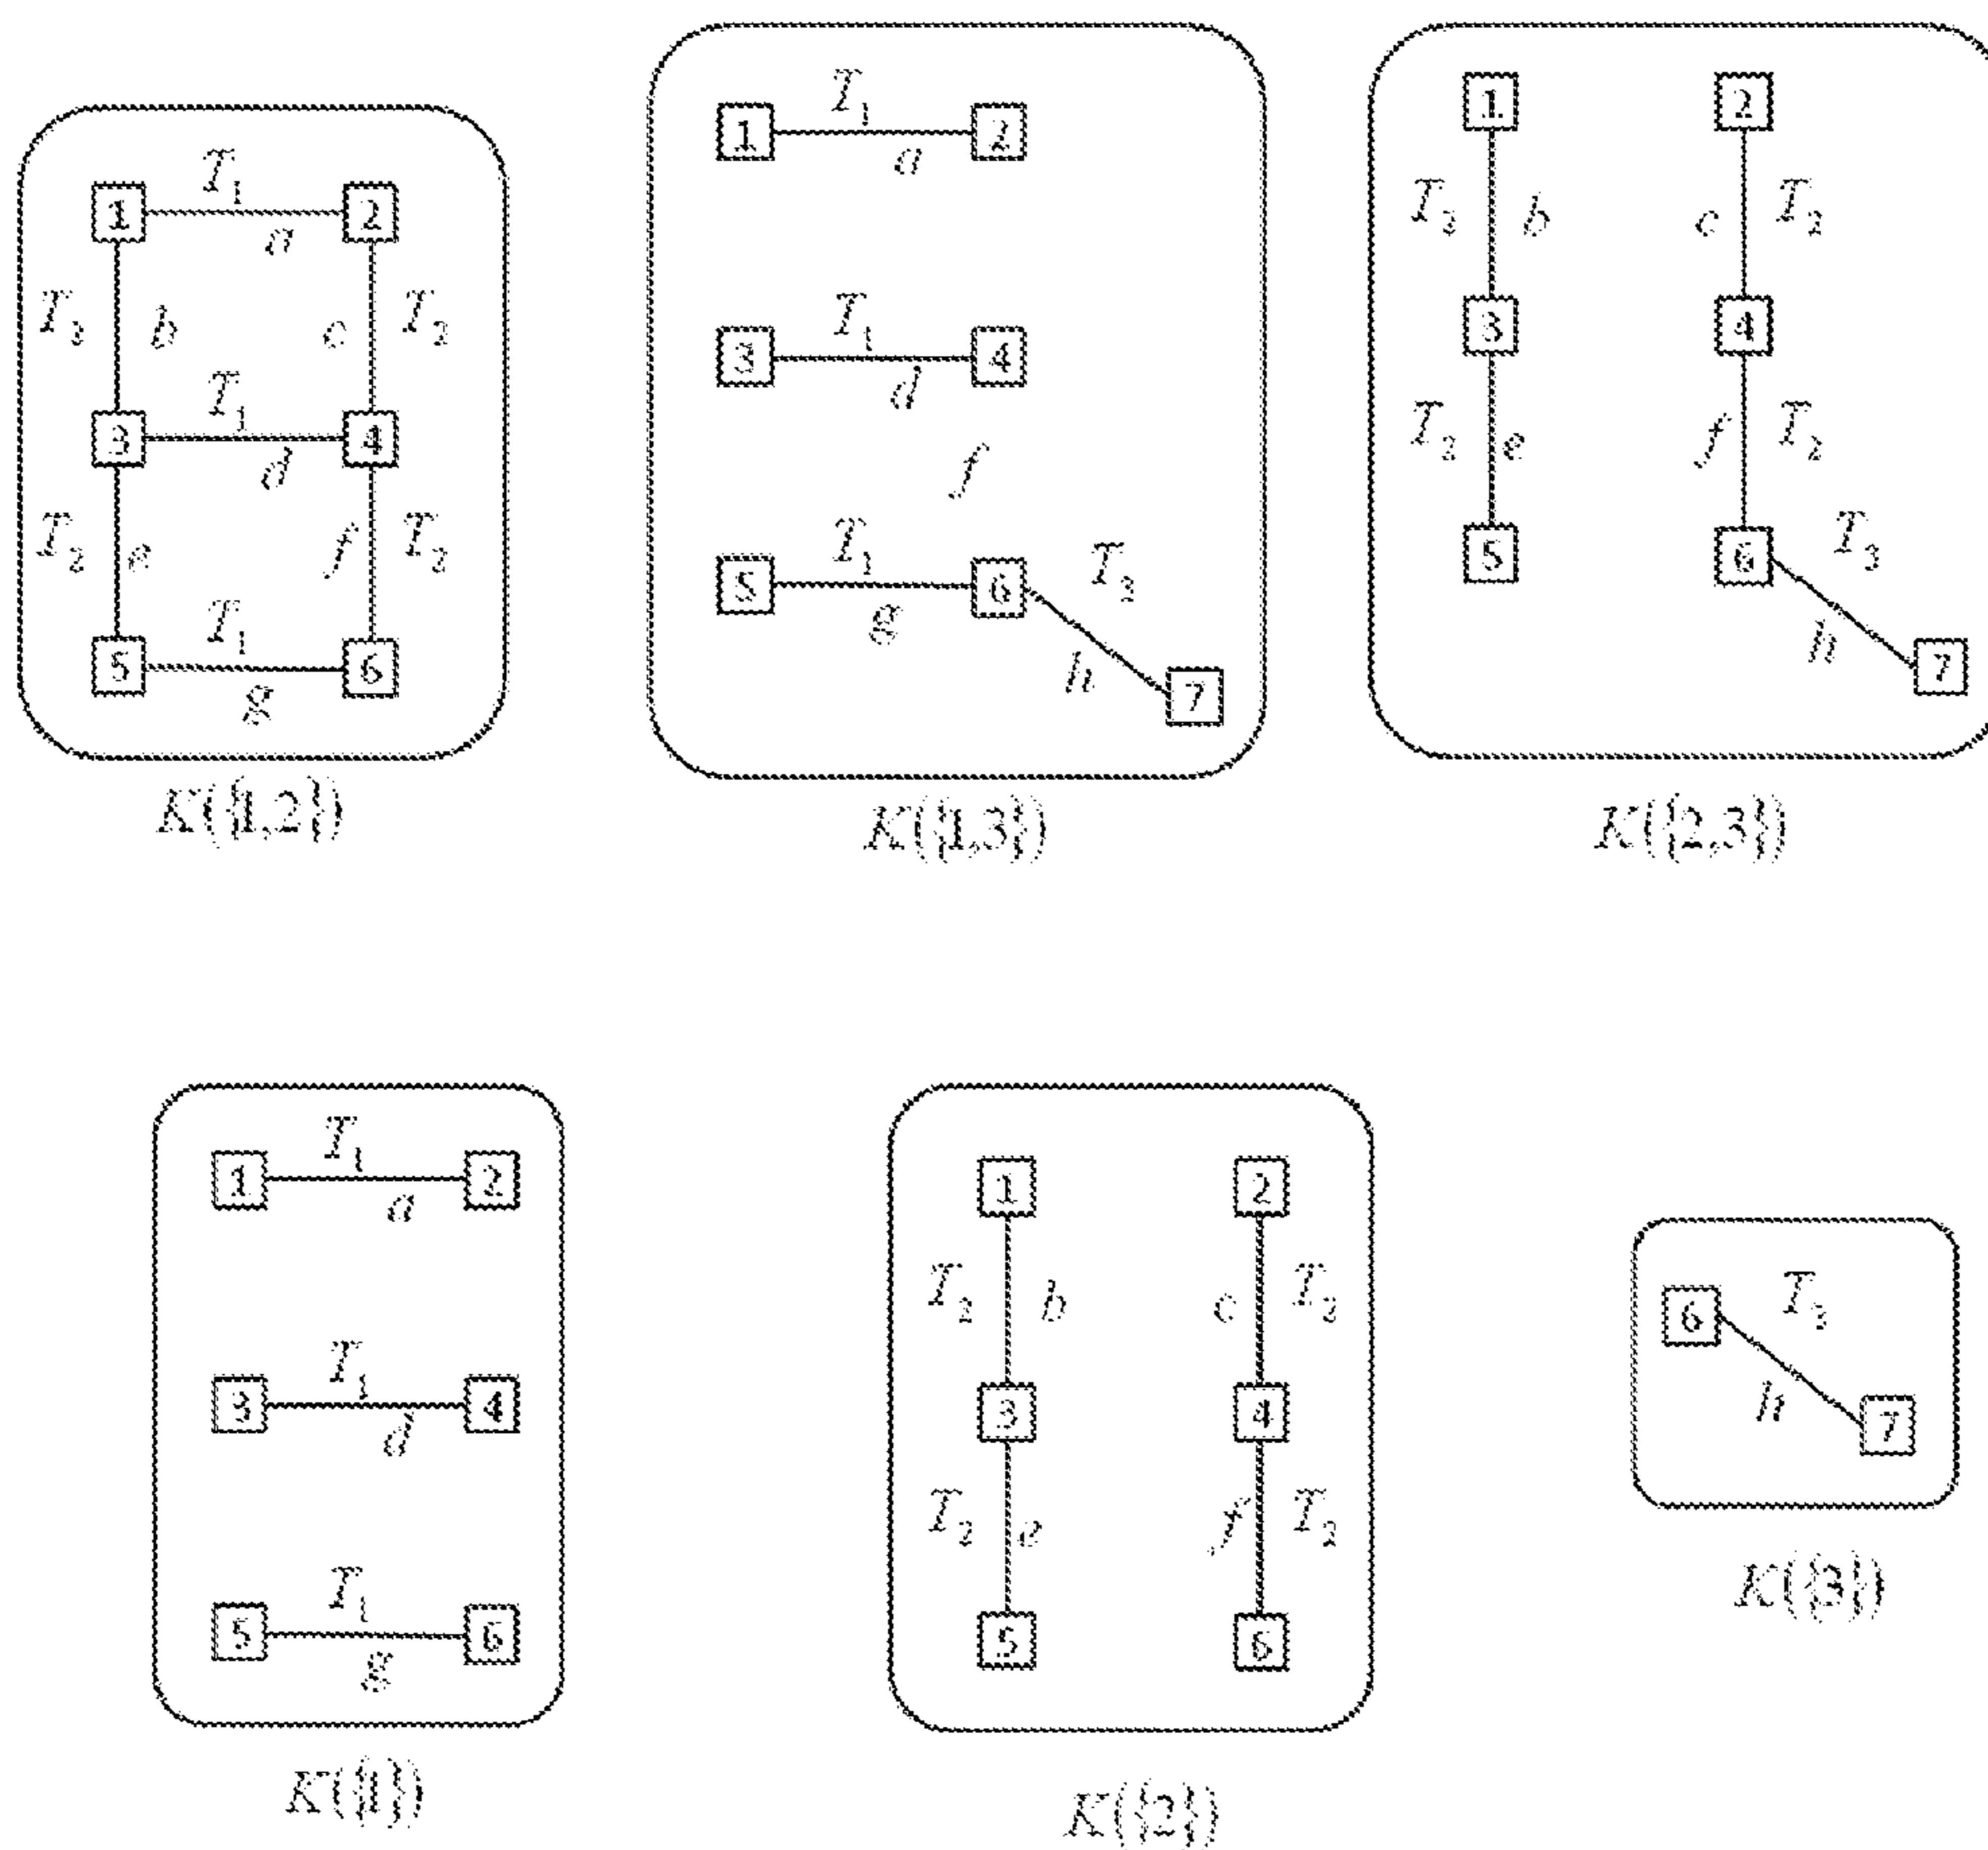 T₁
1 2
a
T₂ b c T₂
T₁
3 4
d
T₂ e f T₂
T₁
5 6
g
K({1,2})
T₁
1 2
a
T₁
3 4
d
f
T₁
5 6 T₃
g
h
7
K({1,3})
1 2
T₂ b c T₂
3 4
T₂ e f T₂
5 6 T₃
h
7
K({2,3})
T₁
1 2
a
T₁
3 4
d
T₁
5 6
g
K({1})
1 2
T₂ b c T₂
3 4
T₂ e f T₂
5 6
K({2})
6 T₃
h
7
K({3})